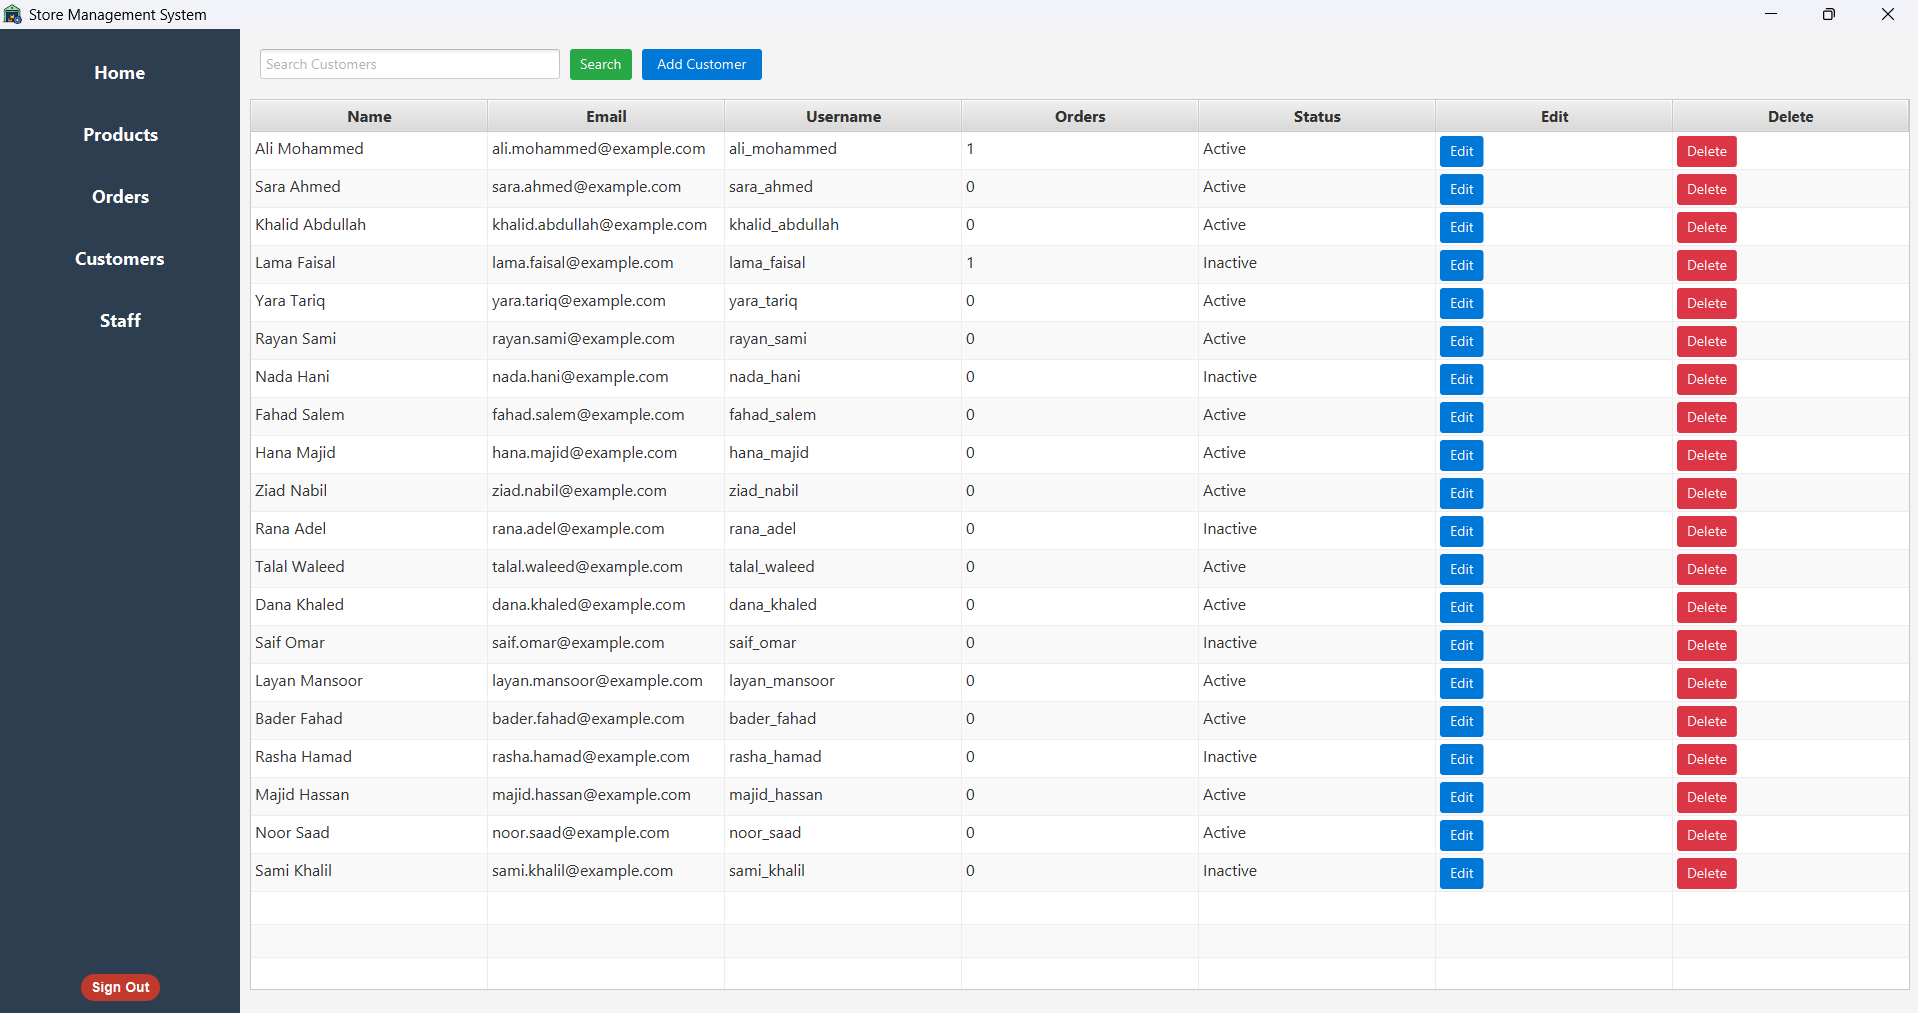 Store Management System
Home
Products
Orders
Customers
Staff
Sign Out
Search Customers Search Add Customer
Name Email Username Orders Status Edit Delete
Ali Mohammed ali.mohammed@example.com ali_mohammed 1 Active Edit Delete
Sara Ahmed sara.ahmed@example.com sara_ahmed 0 Active Edit Delete
Khalid Abdullah khalid.abdullah@example.com khalid_abdullah 0 Active Edit Delete
Lama Faisal lama.faisal@example.com lama_faisal 1 Inactive Edit Delete
Yara Tariq yara.tariq@example.com yara_tariq 0 Active Edit Delete
Rayan Sami rayan.sami@example.com rayan_sami 0 Active Edit Delete
Nada Hani nada.hani@example.com nada_hani 0 Inactive Edit Delete
Fahad Salem fahad.salem@example.com fahad_salem 0 Active Edit Delete
Hana Majid hana.majid@example.com hana_majid 0 Active Edit Delete
Ziad Nabil ziad.nabil@example.com ziad_nabil 0 Active Edit Delete
Rana Adel rana.adel@example.com rana_adel 0 Inactive Edit Delete
Talal Waleed talal.waleed@example.com talal_waleed 0 Active Edit Delete
Dana Khaled dana.khaled@example.com dana_khaled 0 Active Edit Delete
Saif Omar saif.omar@example.com saif_omar 0 Inactive Edit Delete
Layan Mansoor layan.mansoor@example.com layan_mansoor 0 Active Edit Delete
Bader Fahad bader.fahad@example.com bader_fahad 0 Active Edit Delete
Rasha Hamad rasha.hamad@example.com rasha_hamad 0 Inactive Edit Delete
Majid Hassan majid.hassan@example.com majid_hassan 0 Active Edit Delete
Noor Saad noor.saad@example.com noor_saad 0 Active Edit Delete
Sami Khalil sami.khalil@example.com sami_khalil 0 Inactive Edit Delete